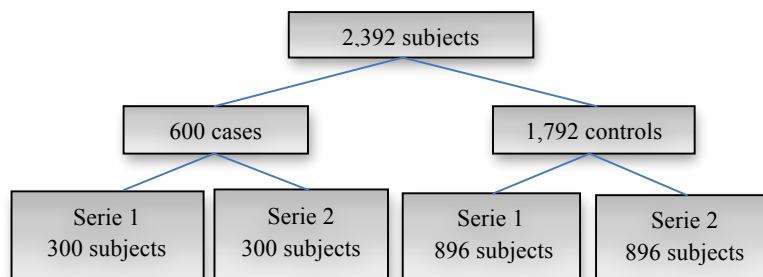 2,392 subjects
600 cases
1,792 controls
Serie 1
300 subjects
Serie 2
300 subjects
Serie 1
896 subjects
Serie 2
896 subjects